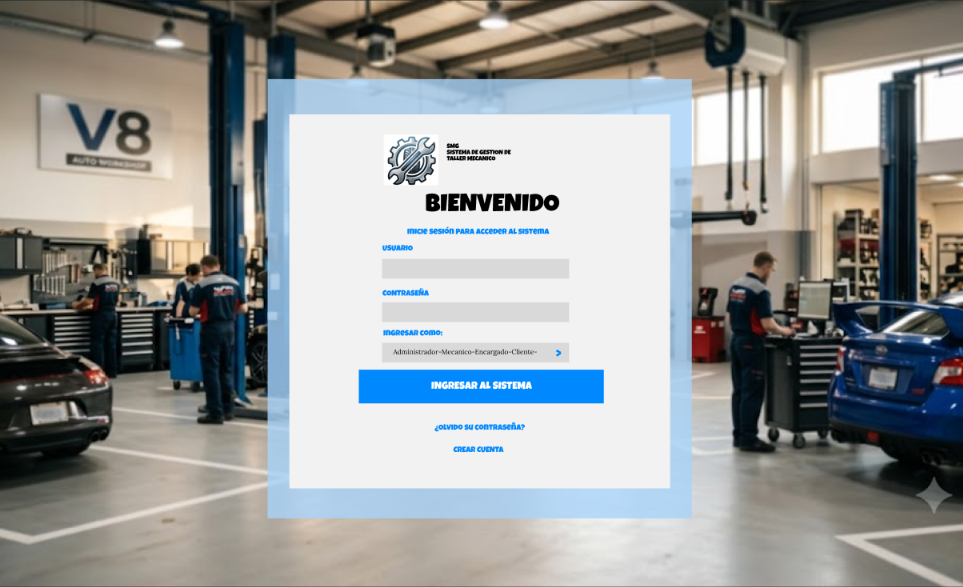 V8
AUTO WORKSHOP
SMG
SISTEMA DE GESTION DE
TALLER MECANICO
BIENVENIDO
INICIE SESIÓN PARA ACCEDER AL SISTEMA
USUARIO
CONTRASEÑA
INGRESAR COMO:
Administrador-Mecanico-Encargado-Cliente-
INGRESAR AL SISTEMA
¿OLVIDO SU CONTRASEÑA?
CREAR CUENTA